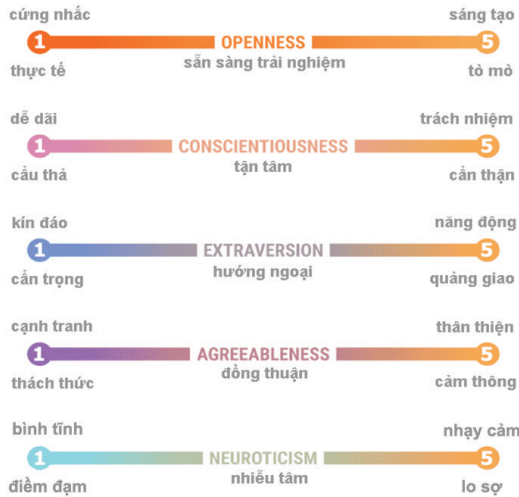 cứng nhắc sáng tạo
1 OPENNESS 5
thực tế sẵn sàng trải nghiệm tò mò
dễ dãi trách nhiệm
1 CONSCIENTIOUSNESS 5
cẩu thả tận tâm cẩn thận
kín đáo năng động
1 EXTRAVERSION 5
cẩn trọng hướng ngoại quảng giao
cạnh tranh thân thiện
1 AGREEABLENESS 5
thách thức đồng thuận cảm thông
bình tĩnh nhạy cảm
1 NEUROTICISM 5
điềm đạm nhiễu tâm lo sợ